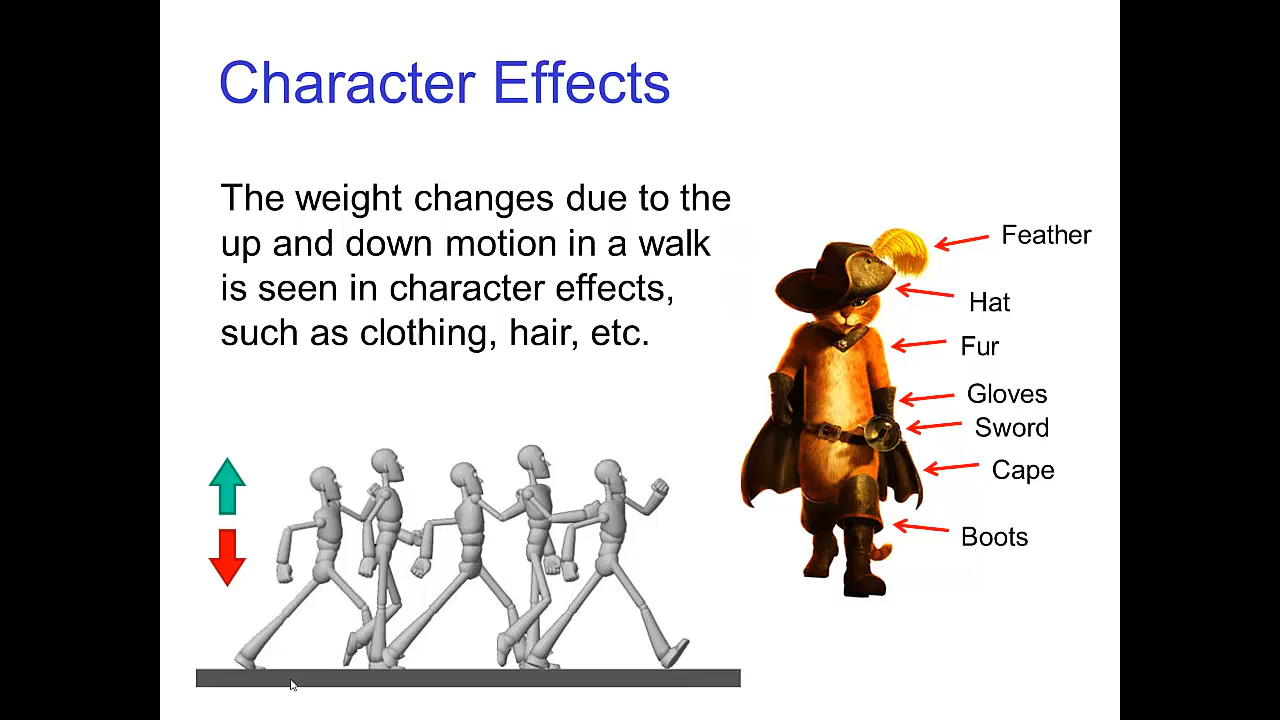 Character Effects
The weight changes due to the
up and down motion in a walk
is seen in character effects,
such as clothing, hair, etc.
Feather
Hat
Fur
Gloves
Sword
Cape
Boots